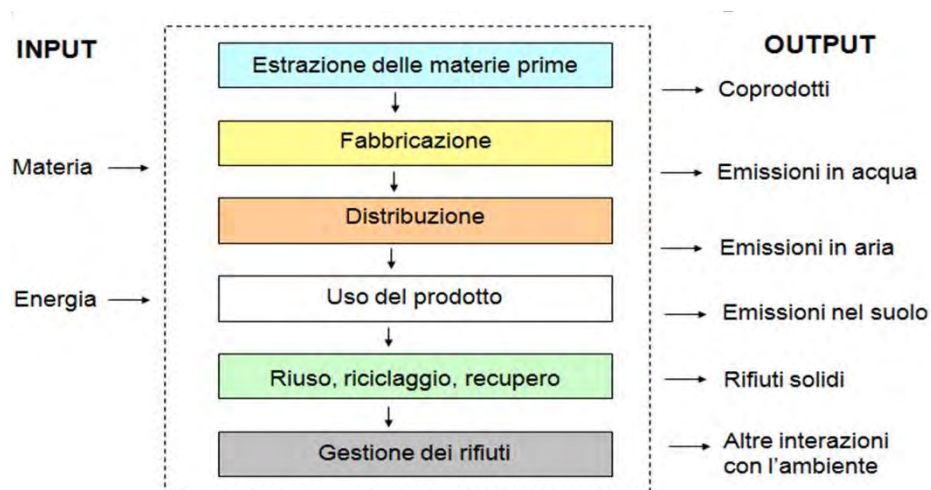 INPUT
OUTPUT
Estrazione delle materie prime
Coprodotti
Fabbricazione
Materia
Emissioni in acqua
Distribuzione
Emissioni in aria
Energia
Uso del prodotto
Emissioni nel suolo
Riuso, riciclaggio, recupero
Rifiuti solidi
Gestione dei rifiuti
Altre interazioni
con l'ambiente